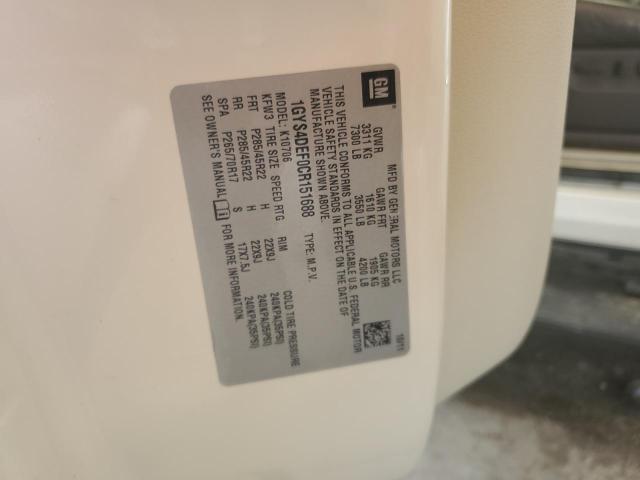 GM
MFD BY GENERAL MOTORS LLC
10/11
GVWR GAWR FRT GAWR RR
3311 KG 1610 KG 1905 KG
7300 LB 3550 LB 4200 LB
THIS VEHICLE CONFORMS TO ALL APPLICABLE U.S. FEDERAL MOTOR
VEHICLE SAFETY STANDARDS IN EFFECT ON THE DATE OF
MANUFACTURE SHOWN ABOVE.
1GYS4DEF0CR151688 TYPE: M.P.V.
MODEL: K10706
KFW3 TIRE SIZE SPEED RTG RIM COLD TIRE PRESSURE
FRT P285/45R22 H 22X9J 240KPA(35PSI)
RR P285/45R22 H 22X9J 240KPA(35PSI)
SPA P265/70R17 S 17X7.5J 240KPA(35PSI)
SEE OWNER'S MANUAL FOR MORE INFORMATION.